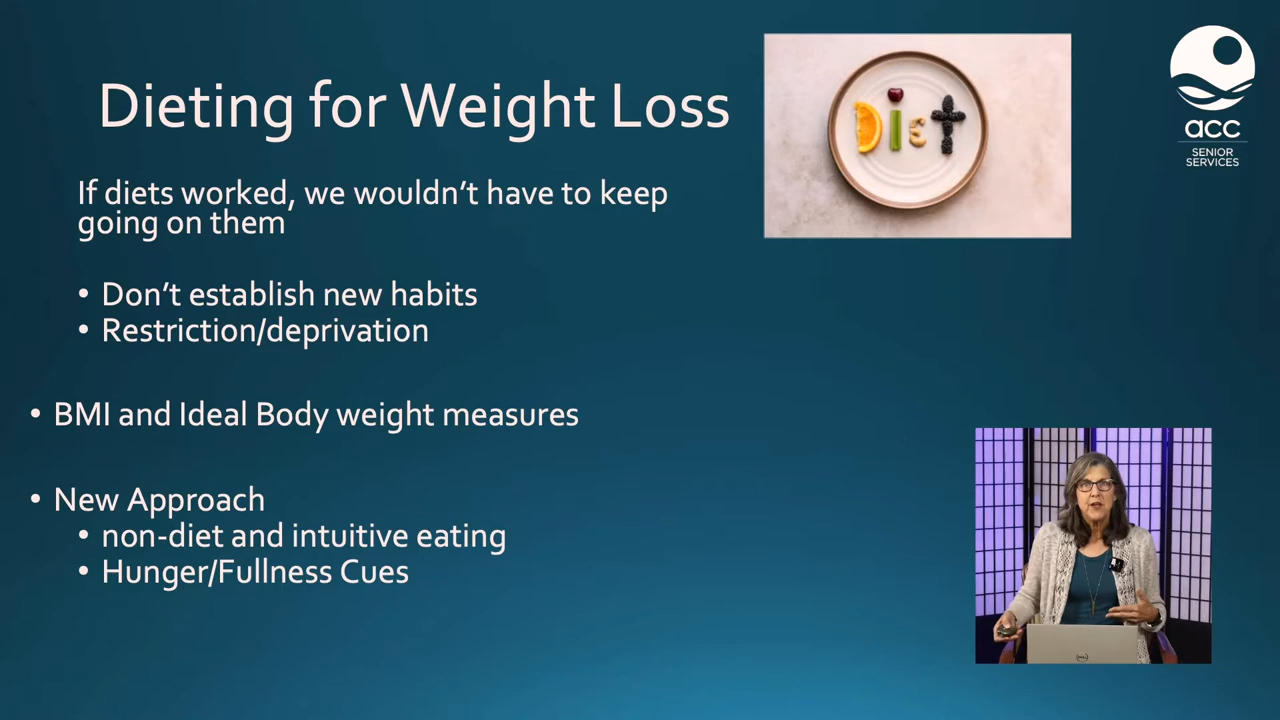 Dieting for Weight Loss
Diet
acc
SENIOR
SERVICES
If diets worked, we wouldn't have to keep
going on them
• Don't establish new habits
• Restriction/deprivation
• BMI and Ideal Body weight measures
• New Approach
• non-diet and intuitive eating
• Hunger/Fullness Cues
DELL